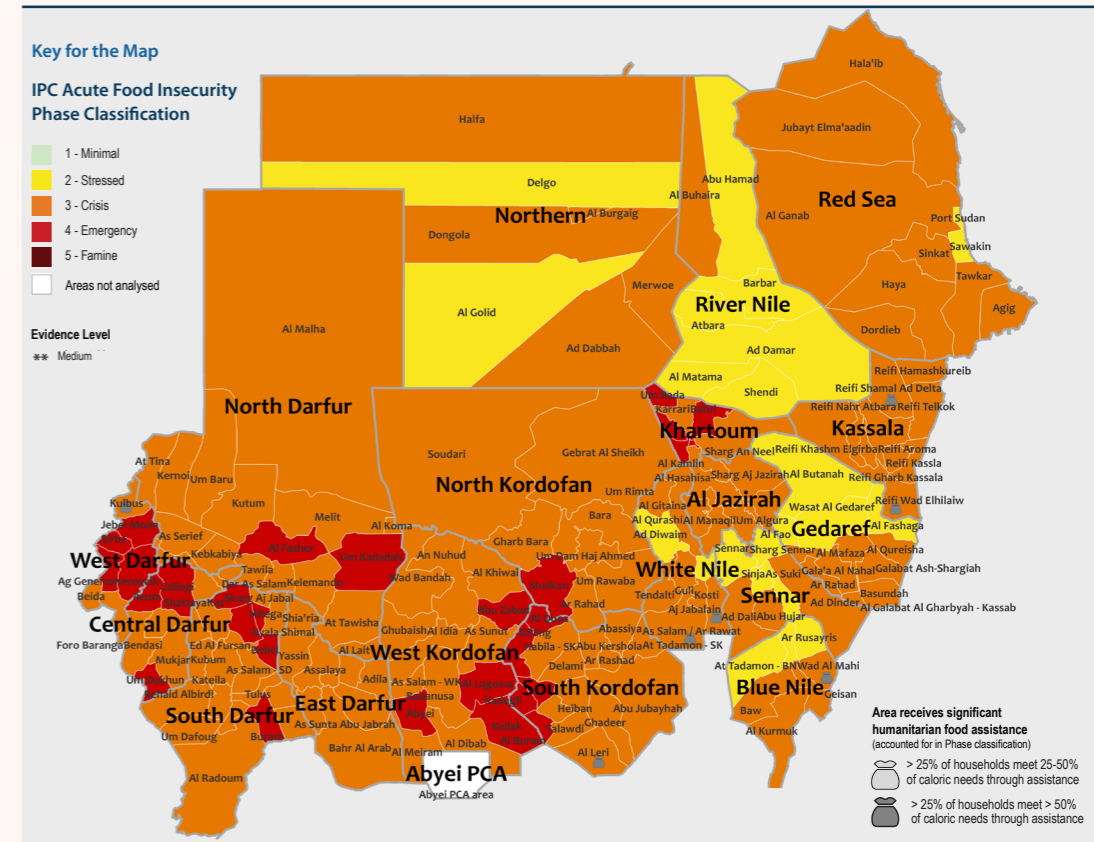 Key for the Map
IPC Acute Food Insecurity
Phase Classification
1 - Minimal
2 - Stressed
3 - Crisis
4 - Emergency
5 - Famine
Areas not analysed
Evidence Level
** Medium
Hala'ib
Halfa
Jubayt Elma'aadin
Delgo
Abu Hamad
Al Buhaira
Red Sea
Northern
Al Burgaig
Al Ganab
Port Sudan
Dongola
Sawakin
Sinkat
Tawkar
Merwoe
Barbar
Haya
River Nile
Agig
Al Golid
Atbara
Al Malha
Dordieb
Ad Dabbah
Ad Damar
Al Matama
Reifi Hamashkureib
Shendi
Reifi Shamal Ad Delta
Um Bada
North Darfur
Karrari
Bahri
Reifi Nahr Atbara
Reifi Telkok
Khartoum
Kassala
Soudari
Gebrat Al Sheikh
Sharg An Neel
Reifi Khashm Elgirba
Reifi Aroma
At Tina
Al Kamlin
Reifi Kassla
Kernoi
Um Baru
Al Hasahisa
Sharg Aj Jazirah
Al Butanah
Reifi Gharb Kassala
North Kordofan
Um Rimta
Al Jazirah
Kulbus
Kutum
Al Gitaina
Wasat Al Gedaref
Reifi Wad Elhilaiw
Melit
Bara
Jebel Moon
Al Koma
Al Qurashi
Al Manaqil
Um Algura
Gedaref
Al Fashaga
As Serief
Gharb Bara
Ad Diwaim
Al Fao
Kebkabiya
Al Fasher
Um Kadadah
An Nuhud
Um Dam Haj Ahmed
Sennar
Sharg Sennar
Al Mafaza
Al Qureisha
West Darfur
Tawila
Al Khiwai
White Nile
Gala'a Al Nahal
Galabat Ash-Shargiah
Ag Geneina
Kereneik
Dar As Salam
Kelemando
Wad Bandah
Sheikan
Um Rawaba
Sinja
As Suki
Ar Rahad
Beida
Tendalti
Guli
Kosti
Sennar
Basundah
Sharg Aj Jabal
Ar Rahad
Abu Zabad
Aj Jabalain
Ad Dinder
Al Galabat Al Gharbyah - Kassab
Central Darfur
Shia'ria
At Tawisha
Al Quoz
Ad Dali
Abu Hujar
Nyala Shimal
Ghubaish
Al Idia
As Sunut
Dilling
Abassiya
As Salam / Ar Rawat
Foro Baranga
Bendasi
Ed Al Fursan
Beliel
Al Lait
West Kordofan
Habila - SK
Abu Kershola
At Tadamon - SK
Ar Rusayris
Mukjar
Kubum
Yassin
Delami
Ar Rashad
At Tadamon - BN
Wad Al Mahi
As Salam - SD
Assalaya
Adila
As Salam - WK
Al Lagowa
Um Dukhun
Kateila
South Kordofan
Blue Nile
Rehaid Albirdi
Tulus
East Darfur
Babanusa
Geisan
Abyei
Heiban
Abu Jubayhah
South Darfur
As Sunta
Abu Jabrah
Ghadeer
Baw
Um Dafoug
Buram
Keilak
Talawdi
Al Kurmuk
Bahr Al Arab
Al Meiram
Al Dibab
Al Buram
Al Leri
Al Radoum
Abyei PCA
Abyei PCA area
Area receives significant
humanitarian food assistance
(accounted for in Phase classification)
> 25% of households meet 25-50%
of caloric needs through assistance
> 25% of households meet > 50%
of caloric needs through assistance